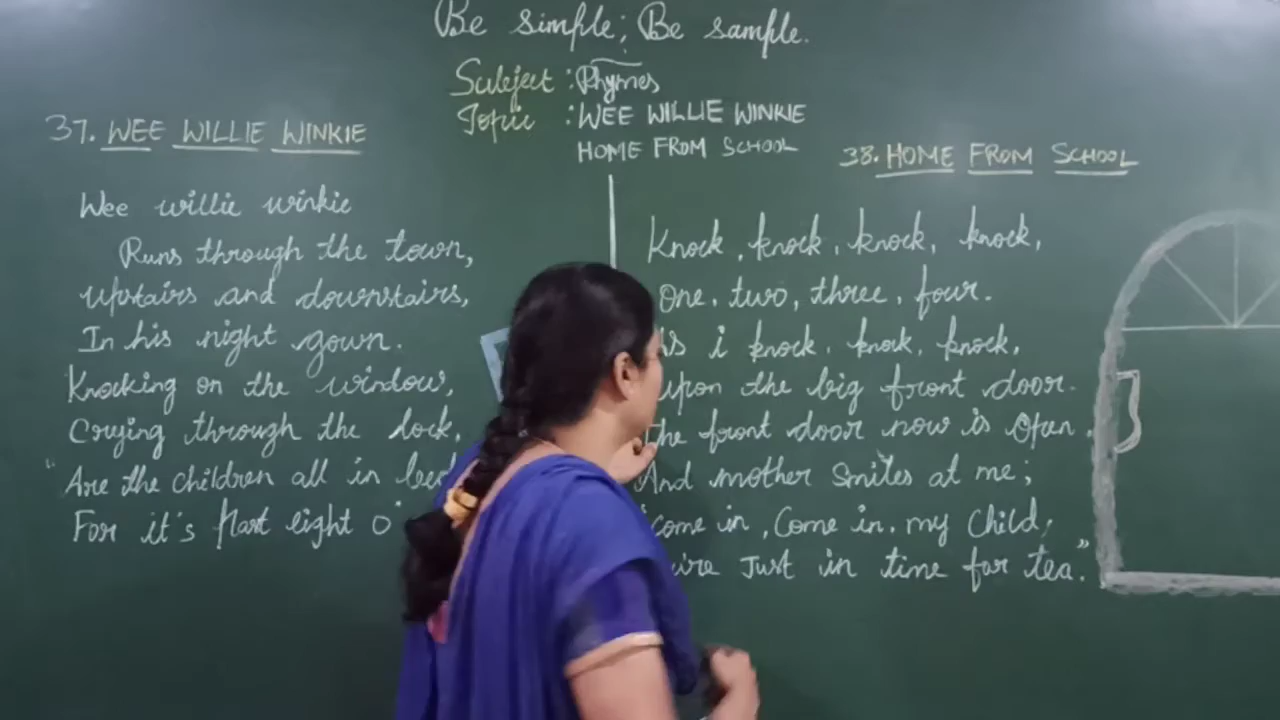 Be simple; Be sample.
Subject : Rhymes
Topic : WEE WILLIE WINKIE
HOME FROM SCHOOL
37. WEE WILLIE WINKIE
Wee willie winkie
Runs through the town,
Upstairs and downstairs,
In his night gown.
Knocking on the window,
Crying through the lock,
"Are the children all in bed
For it's past eight o'
38. HOME FROM SCHOOL
Knock, knock, knock, knock,
One, two, three, four.
As i knock, knock, knock,
upon the big front door.
The front door now is open,
And mother smiles at me;
"come in, Come in, my child,
Just in time for tea."